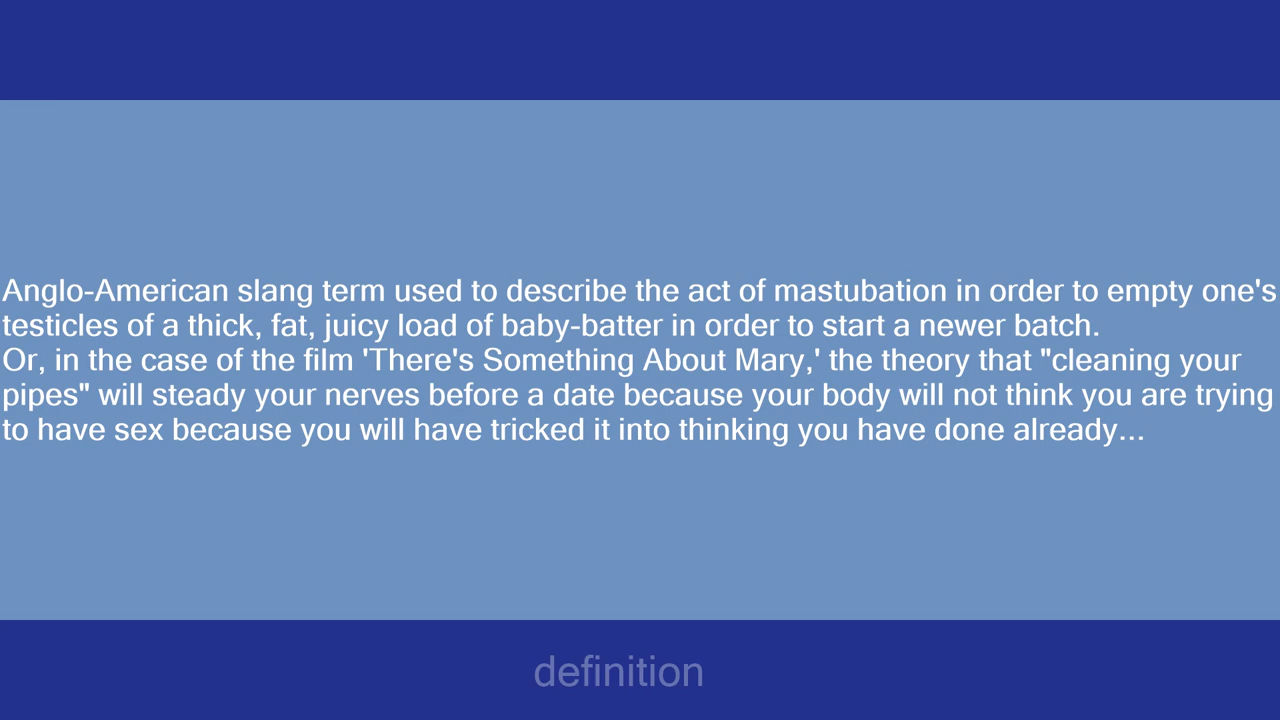 Anglo-American slang term used to describe the act of mastubation in order to empty one's
testicles of a thick, fat, juicy load of baby-batter in order to start a newer batch.
Or, in the case of the film 'There's Something About Mary,' the theory that "cleaning your
pipes" will steady your nerves before a date because your body will not think you are trying
to have sex because you will have tricked it into thinking you have done already...
definition